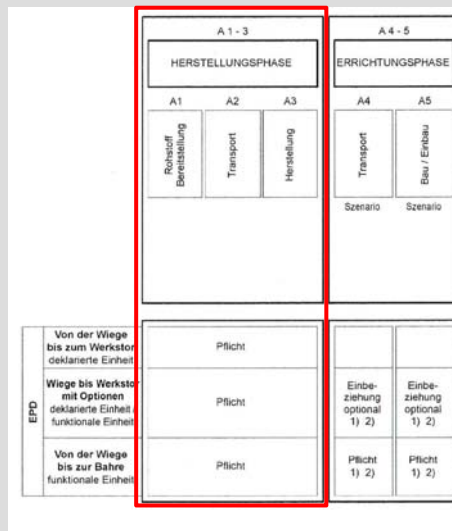 A 1 - 3
A 4 - 5
HERSTELLUNGSPHASE
ERRICHTUNGSPHASE
A1
A2
A3
A4
A5
Rohstoff
Bereitstellung
Transport
Herstellung
Transport
Bau / Einbau
Szenario
Szenario
EPD
Von der Wiege
bis zum Werkstor
deklarierte Einheit
Pflicht
Wiege bis Werkstor
mit Optionen
deklarierte Einheit /
funktionale Einheit
Pflicht
Einbe-
ziehung
optional
1) 2)
Einbe-
ziehung
optional
1) 2)
Von der Wiege
bis zur Bahre
funktionale Einheit
Pflicht
Pflicht
1) 2)
Pflicht
1) 2)